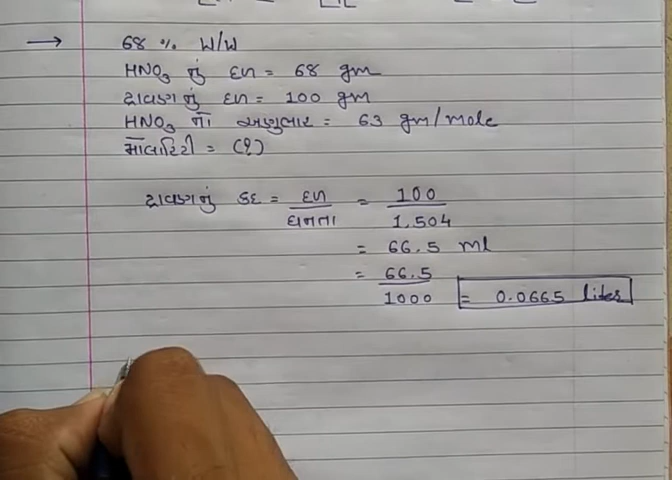 → 68 % W/W
HNO₃ નું દળ = 68 gm
દ્રાવણનું દળ = 100 gm
HNO₃ નો અણુભાર = 63 gm/mole
મોલારિટી = (?)
દ્રાવણનું કદ = દળ / ઘનતા = 100 / 1.504
= 66.5 ml
= 66.5 / 1000 = 0.0665 liter